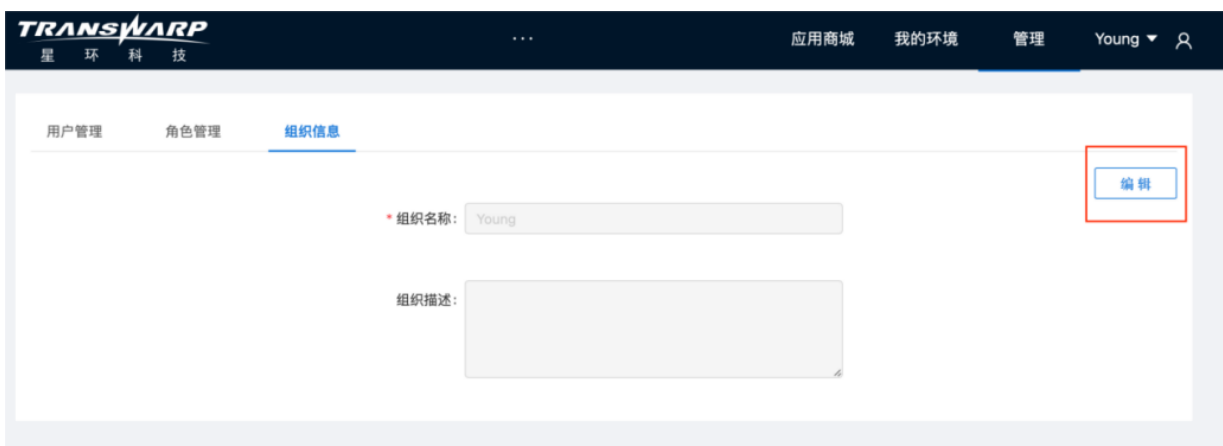 TRANSWARP
星环科技
... 应用商城 我的环境 管理 Young
用户管理 角色管理 组织信息
编辑
* 组织名称: Young
组织描述: